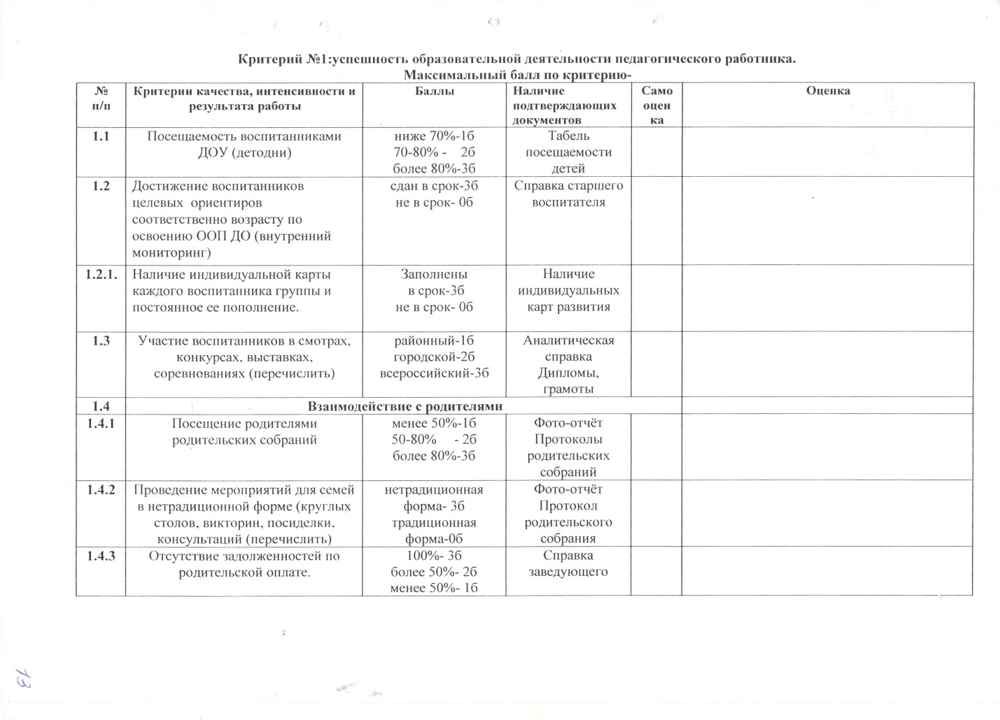 Критерий №1:успешность образовательной деятельности педагогического работника.
Максимальный балл по критерию-
№ п/п
Критерии качества, интенсивности и
результата работы
Баллы
Наличие
подтверждающих
документов
Само
оцен
ка
Оценка
1.1
Посещаемость воспитанниками
ДОУ (детодни)
ниже 70%-1б
70-80% - 2б
более 80%-3б
Табель
посещаемости
детей
1.2
Достижение воспитанников
целевых ориентиров
соответственно возрасту по
освоению ООП ДО (внутренний
мониторинг)
сдан в срок-3б
не в срок- 0б
Справка старшего
воспитателя
1.2.1.
Наличие индивидуальной карты
каждого воспитанника группы и
постоянное ее пополнение.
Заполнены
в срок-3б
не в срок- 0б
Наличие
индивидуальных
карт развития
1.3
Участие воспитанников в смотрах,
конкурсах, выставках,
соревнованиях (перечислить)
районный-1б
городской-2б
всероссийский-3б
Аналитическая
справка
Дипломы,
грамоты
1.4
Взаимодействие с родителями
1.4.1
Посещение родителями
родительских собраний
менее 50%-1б
50-80% - 2б
более 80%-3б
Фото-отчёт
Протоколы
родительских
собраний
1.4.2
Проведение мероприятий для семей
в нетрадиционной форме (круглых
столов, викторин, посиделки,
консультаций (перечислить)
нетрадиционная
форма- 3б
традиционная
форма-0б
Фото-отчёт
Протокол
родительского
собрания
1.4.3
Отсутствие задолженностей по
родительской оплате.
100%- 3б
более 50%- 2б
менее 50%- 1б
Справка
заведующего
13